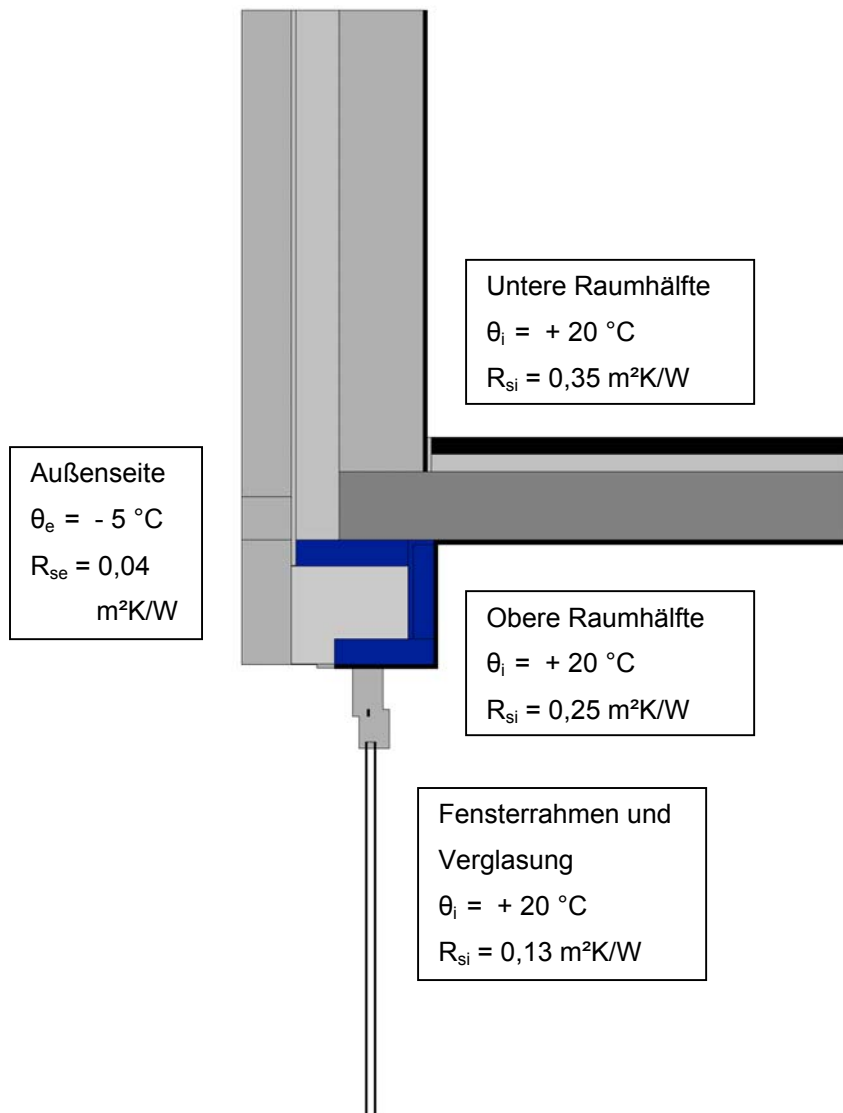 Untere Raumhälfte
θi = + 20 °C
Rsi = 0,35 m²K/W
Außenseite
θe = - 5 °C
Rse = 0,04
m²K/W
Obere Raumhälfte
θi = + 20 °C
Rsi = 0,25 m²K/W
Fensterrahmen und
Verglasung
θi = + 20 °C
Rsi = 0,13 m²K/W